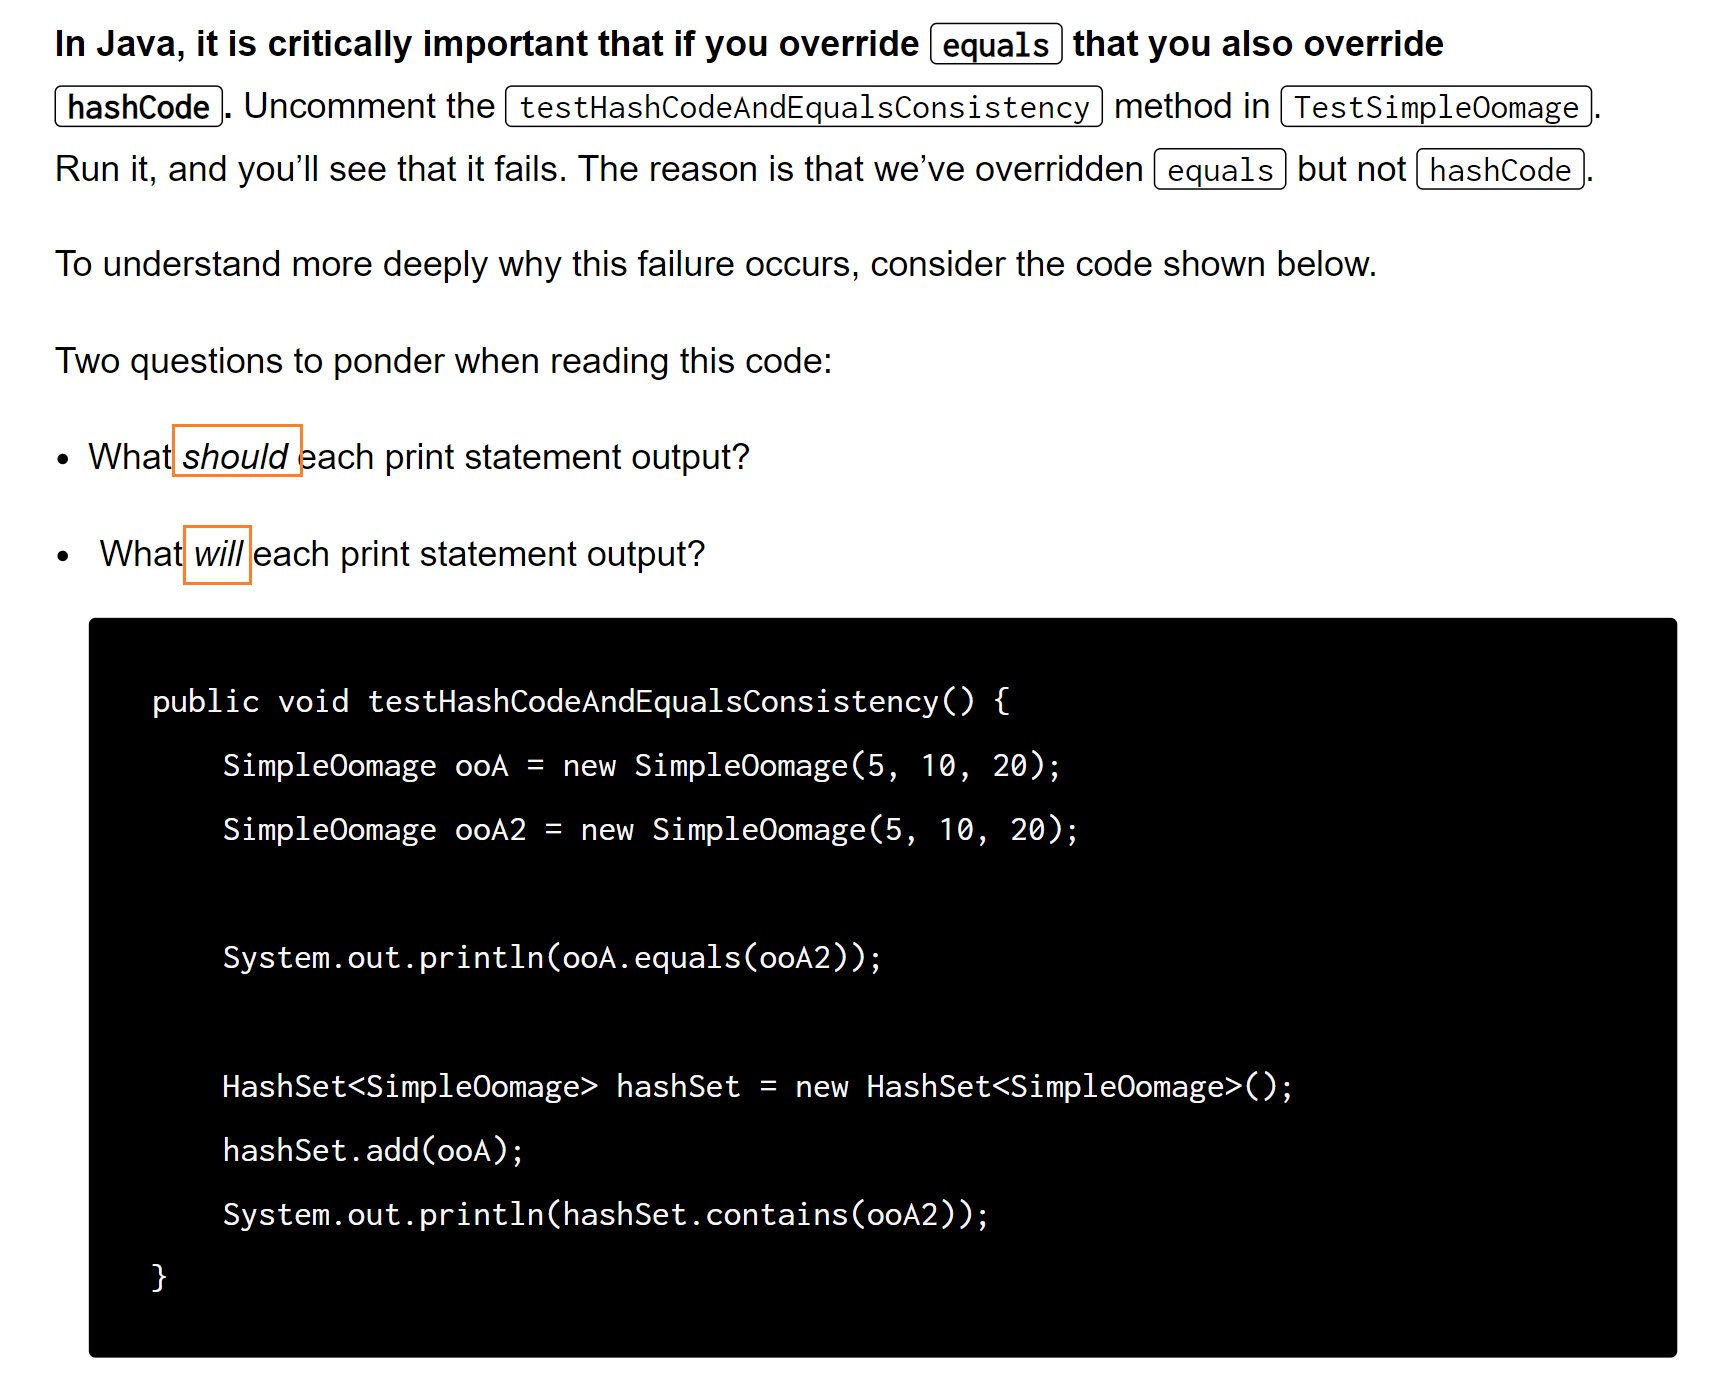 In Java, it is critically important that if you override equals that you also override
hashCode. Uncomment the testHashCodeAndEqualsConsistency method in TestSimpleOomage.
Run it, and you’ll see that it fails. The reason is that we’ve overridden equals but not hashCode.
To understand more deeply why this failure occurs, consider the code shown below.
Two questions to ponder when reading this code:
• What should each print statement output?
• What will each print statement output?
public void testHashCodeAndEqualsConsistency() {
    SimpleOomage ooA = new SimpleOomage(5, 10, 20);
    SimpleOomage ooA2 = new SimpleOomage(5, 10, 20);
    System.out.println(ooA.equals(ooA2));
    HashSet<SimpleOomage> hashSet = new HashSet<SimpleOomage>();
    hashSet.add(ooA);
    System.out.println(hashSet.contains(ooA2));
}